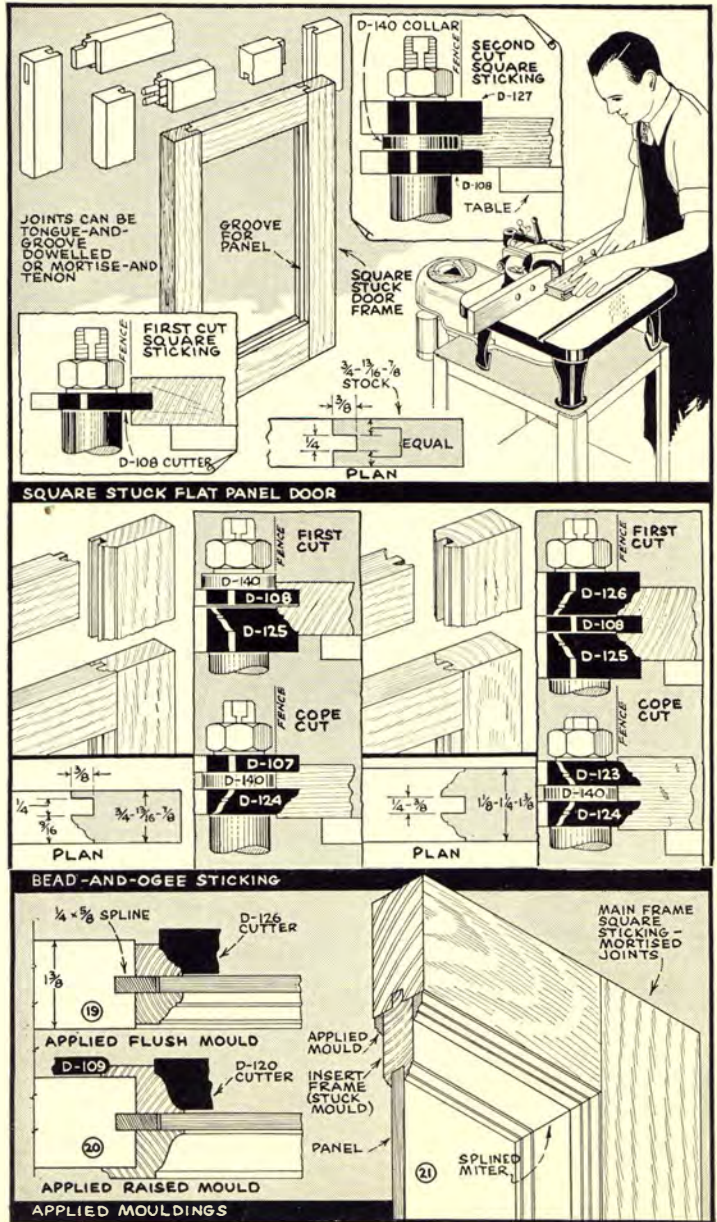 D-140 COLLAR
FENCE
SECOND
CUT
SQUARE
STICKING
D-127
D-108
TABLE
JOINTS CAN BE
TONGUE-AND-
GROOVE
DOWELLED
OR MORTISE-AND
TENON
GROOVE
FOR
PANEL
SQUARE
STUCK
DOOR
FRAME
FENCE
FIRST CUT
SQUARE
STICKING
D-108 CUTTER
3/4-13/16-7/8
STOCK
3/8
1/4
EQUAL
PLAN
SQUARE STUCK FLAT PANEL DOOR
FENCE
FIRST
CUT
D-140
D-108
D-125
FENCE
COPE
CUT
D-107
D-140
D-124
3/8
1/4
9/16
3/4-13/16-7/8
PLAN
FENCE
FIRST
CUT
D-126
D-108
D-125
FENCE
COPE
CUT
D-123
D-140
D-124
1/4-3/8
1 1/8-1 1/4-1 3/8
PLAN
BEAD-AND-OGEE STICKING
1/4 x 5/8 SPLINE
D-126
CUTTER
1 3/8
19
APPLIED FLUSH MOULD
D-109
D-120
CUTTER
20
APPLIED RAISED MOULD
MAIN FRAME
SQUARE
STICKING-
MORTISED
JOINTS
APPLIED
MOULD
INSERT
FRAME
(STUCK
MOULD)
PANEL
21
SPLINED
MITER
APPLIED MOULDINGS